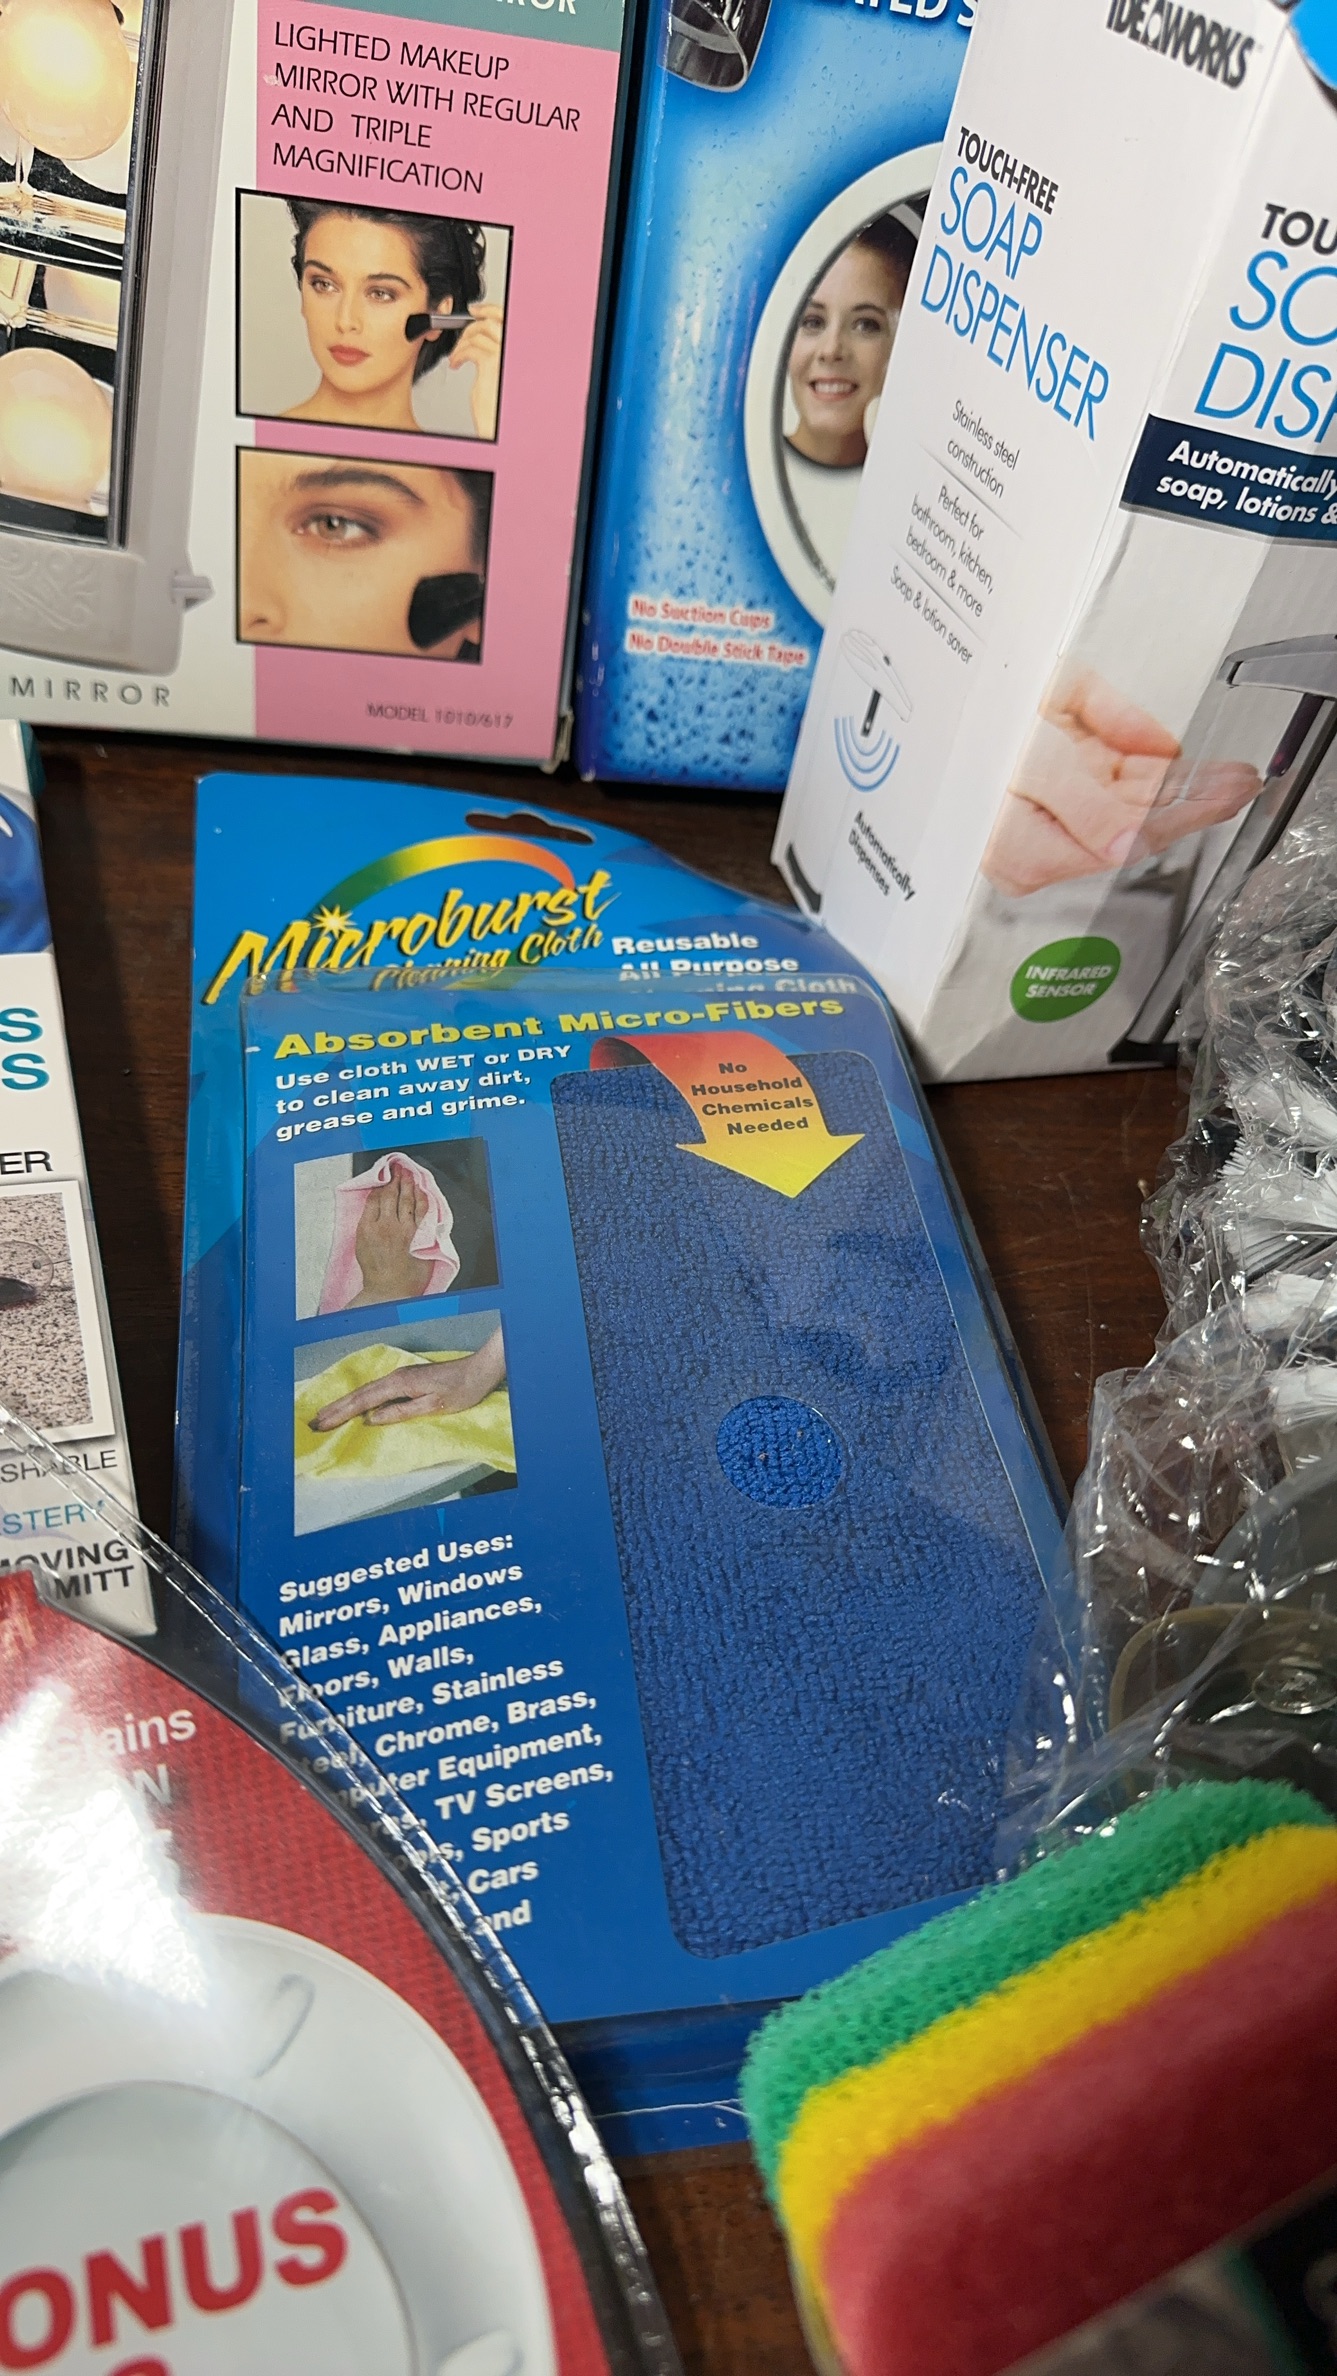 LIGHTED MAKEUP
MIRROR WITH REGULAR
AND TRIPLE
MAGNIFICATION
MIRROR
MODEL 1010/617
No Suction Cups
No Double Stick Tape
IDEAWORKS
TOUCH-FREE
SOAP
DISPENSER
Stainless steel
construction
Perfect for
bathroom, kitchen,
bedroom & more
Soap & lotion saver
Automatically
Dispenses
Automatically
soap, lotions &
INFRARED
SENSOR
Microburst
Cleaning Cloth
Reusable
All Purpose
Cloth
Absorbent Micro-Fibers
Use cloth WET or DRY
to clean away dirt,
grease and grime.
No
Household
Chemicals
Needed
Suggested Uses:
Mirrors, Windows
Glass, Appliances,
Floors, Walls,
Furniture, Stainless
Steel, Chrome, Brass,
Equipment,
TV Screens,
Sports
Cars
and
MITT
Stains